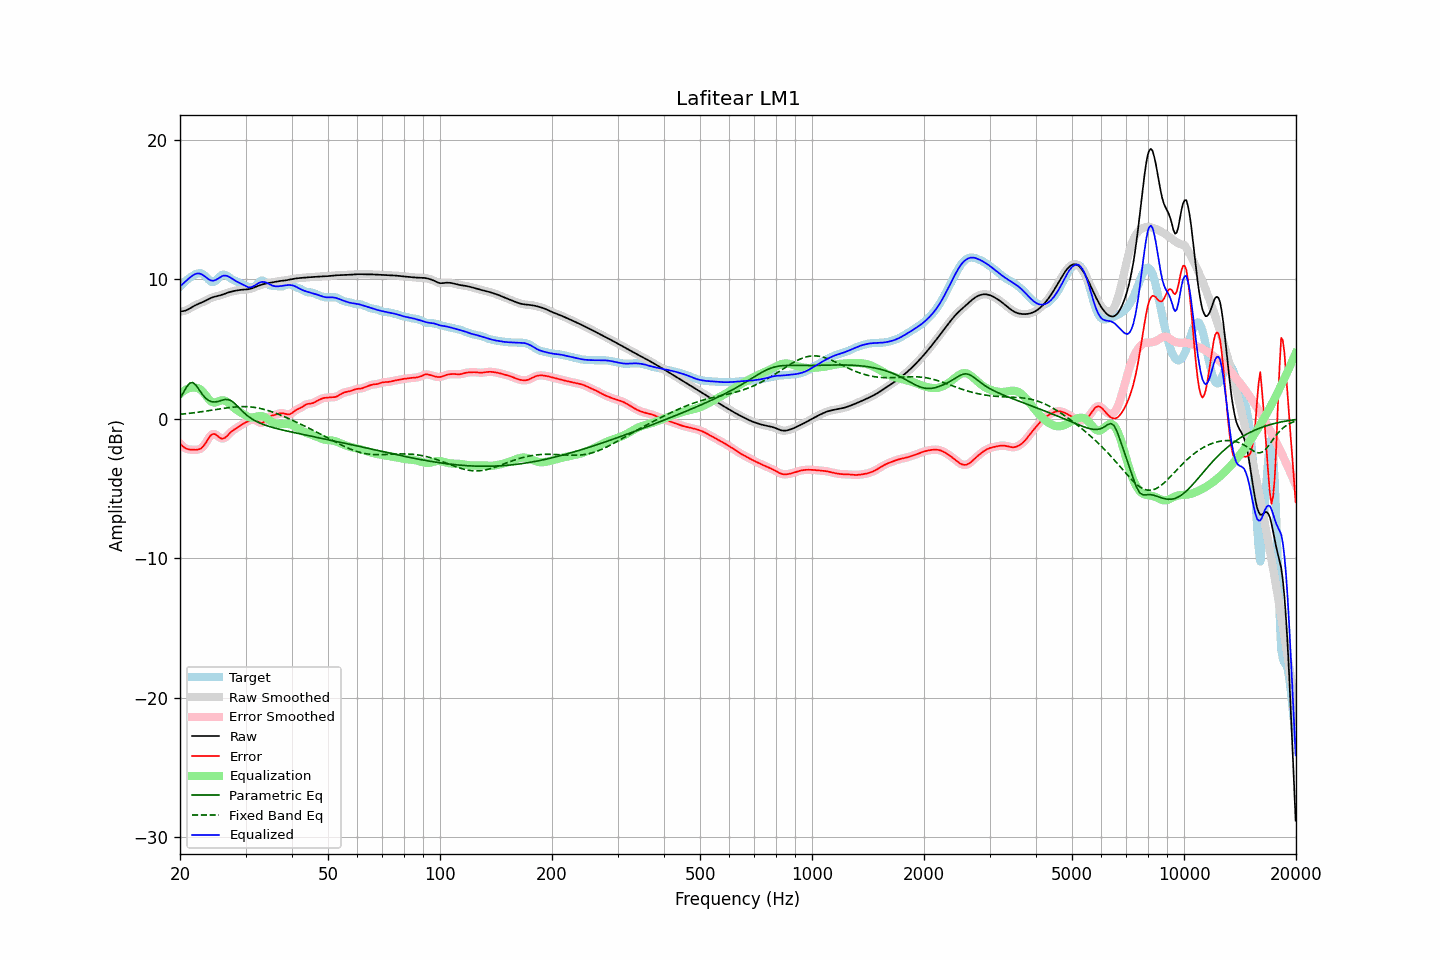 Lafitear LM1
20
10
0
−10
−20
−30
Amplitude (dBr)
Target
Raw Smoothed
Error Smoothed
Raw
Error
Equalization
Parametric Eq
Fixed Band Eq
Equalized
20 50 100 200 500 1000 2000 5000 10000 20000
Frequency (Hz)